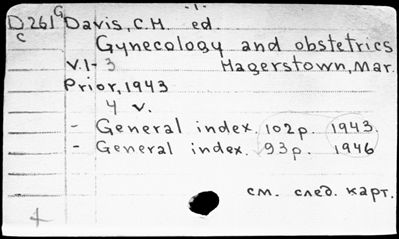 D261 G Davis, C.H. ed.
C
Gynecology and obstetrics
v.1-3 Hagerstown, Mar.
Prior, 1943
4 v.
- General index. 102p. 1943.
- General index. 93p. 1946
см. след. карт.